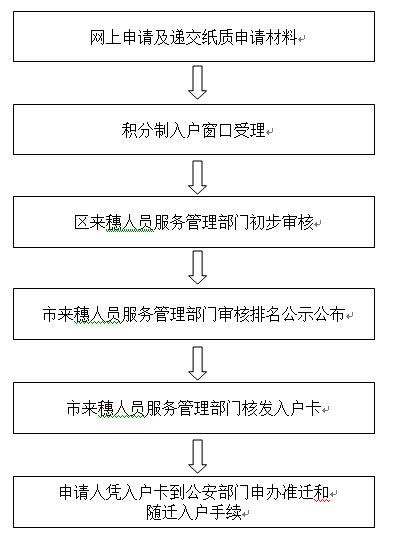 网上申请及递交纸质申请材料
积分制入户窗口受理
区来穗人员服务管理部门初步审核
市来穗人员服务管理部门审核排名公示公布
市来穗人员服务管理部门核发入户卡
申请人凭入户卡到公安部门申办准迁和
随迁入户手续